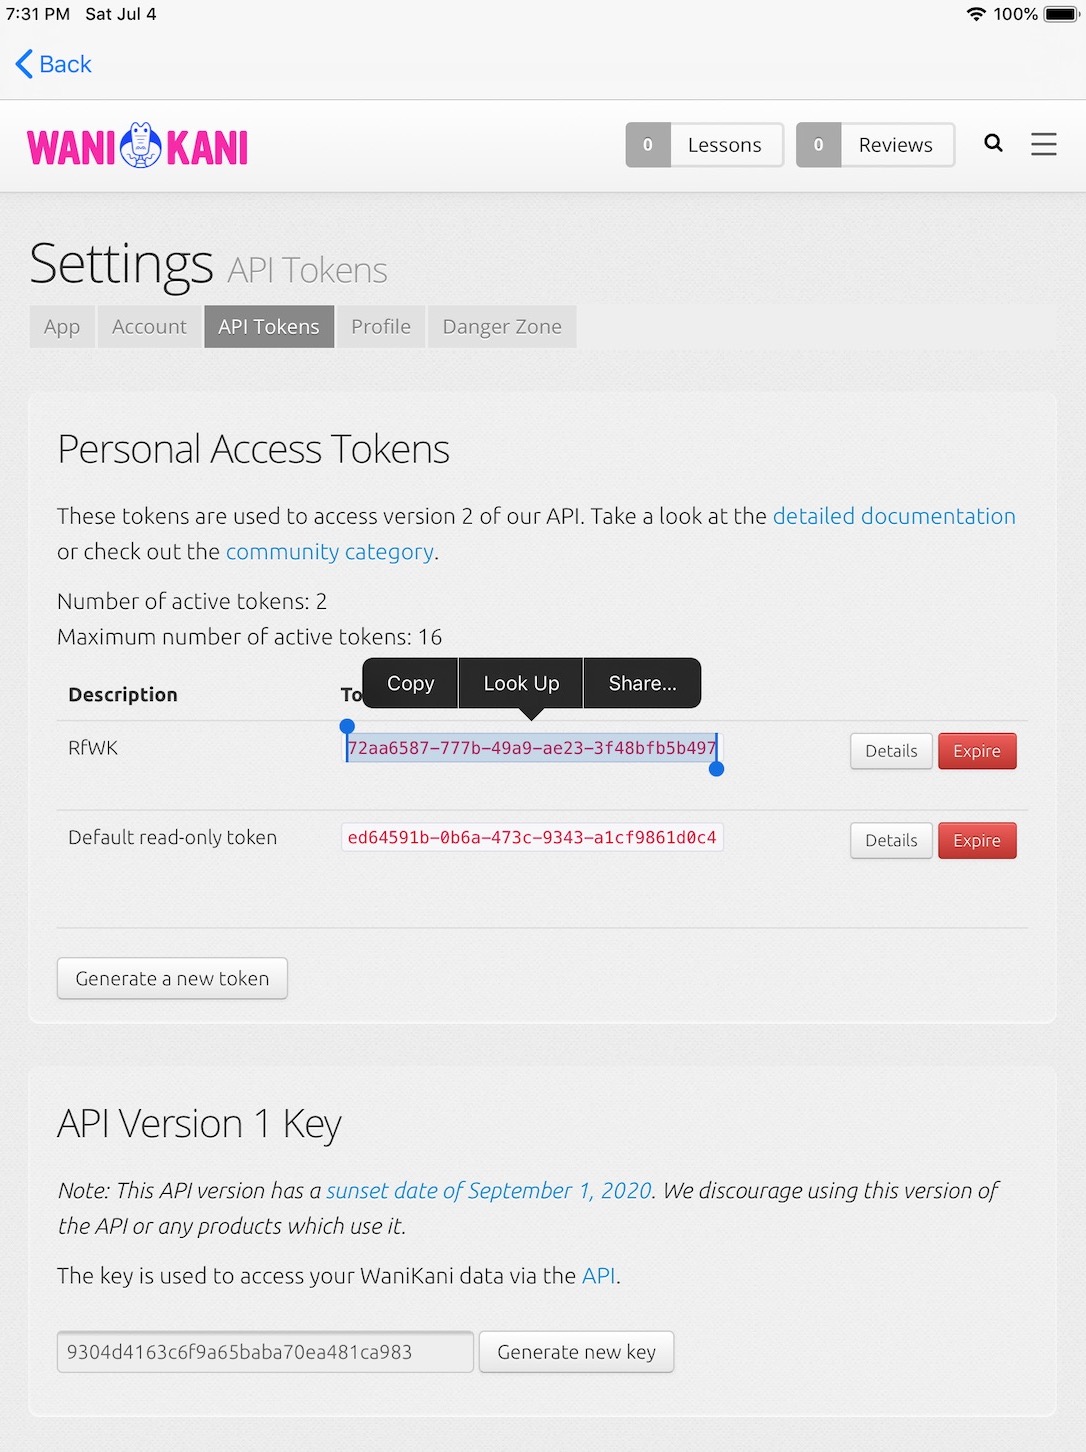 7:31 PM Sat Jul 4 100%
Back
WANI KANI
0 Lessons 0 Reviews
Settings API Tokens
App Account API Tokens Profile Danger Zone
Personal Access Tokens
These tokens are used to access version 2 of our API. Take a look at the detailed documentation
or check out the community category.
Number of active tokens: 2
Maximum number of active tokens: 16
Copy Look Up Share...
Description To
RfWK 72aa6587-777b-49a9-ae23-3f48bfb5b497 Details Expire
Default read-only token ed64591b-0b6a-473c-9343-a1cf9861d0c4 Details Expire
Generate a new token
API Version 1 Key
Note: This API version has a sunset date of September 1, 2020. We discourage using this version of
the API or any products which use it.
The key is used to access your WaniKani data via the API.
9304d4163c6f9a65baba70ea481ca983 Generate new key